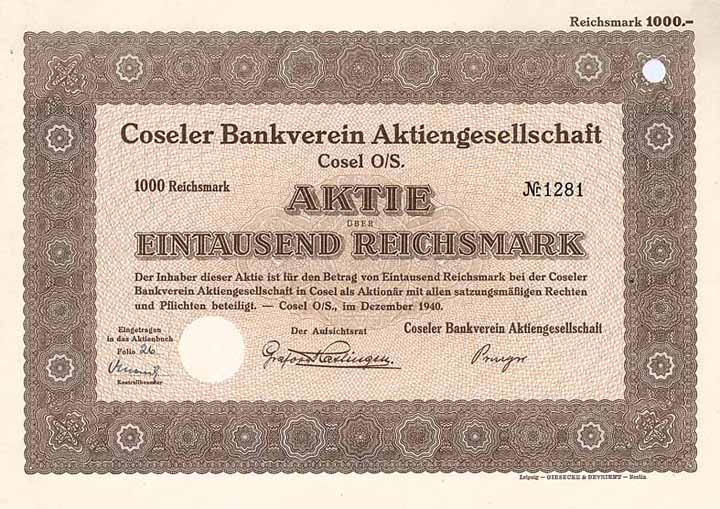 Reichsmark 1000.-
Coseler Bankverein Aktiengesellschaft
Cosel O/S.
1000 Reichsmark
№ 1281
AKTIE
ÜBER
EINTAUSEND REICHSMARK
Der Inhaber dieser Aktie ist für den Betrag von Eintausend Reichsmark bei der Coseler
Bankverein Aktiengesellschaft in Cosel als Aktionär mit allen satzungsmäßigen Rechten
und Pflichten beteiligt. — Cosel O/S., im Dezember 1940.
Eingetragen
in das Aktienbuch
Folio 26
Kontrollbeamter
Der Aufsichtsrat
Coseler Bankverein Aktiengesellschaft
Leipzig — GIESECKE & DEVRIENT — Berlin